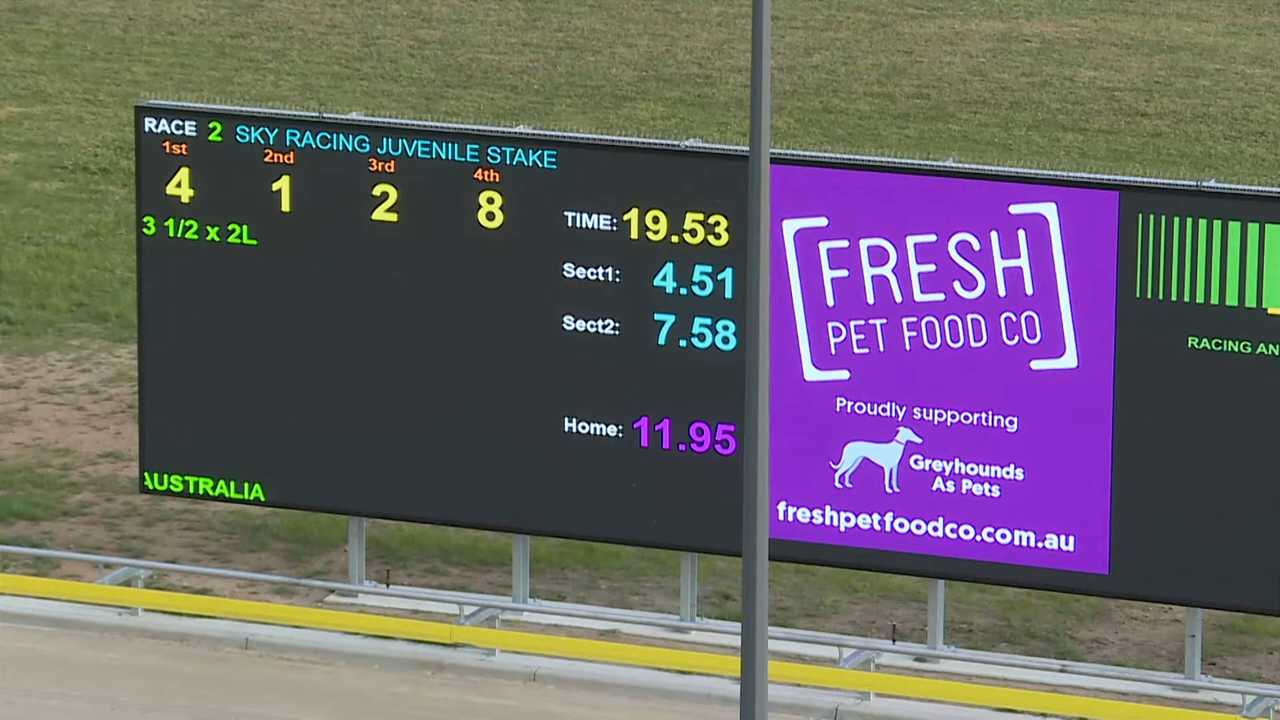 RACE 2 SKY RACING JUVENILE STAKE
1st 2nd 3rd 4th
4 1 2 8
3 1/2 x 2L
TIME: 19.53
Sect1: 4.51
Sect2: 7.58
Home: 11.95
AUSTRALIA
FRESH
PET FOOD CO
Proudly supporting
Greyhounds
As Pets
freshpetfoodco.com.au
RACING AN